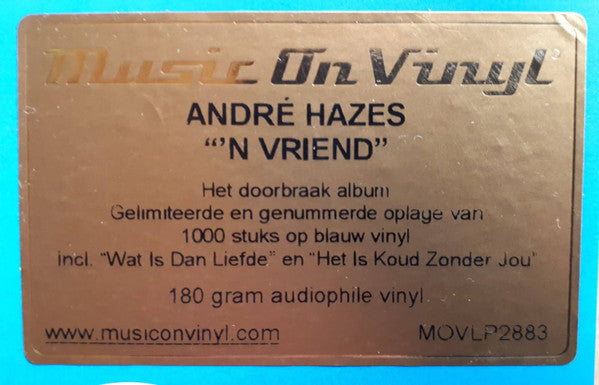 Music On Vinyl
ANDRÉ HAZES
"'N VRIEND"
Het doorbraak album
Gelimiteerde en genummerde oplage van
1000 stuks op blauw vinyl
incl. "Wat Is Dan Liefde" en "Het Is Koud Zonder Jou"
180 gram audiophile vinyl
www.musiconvinyl.com MOVLP2883